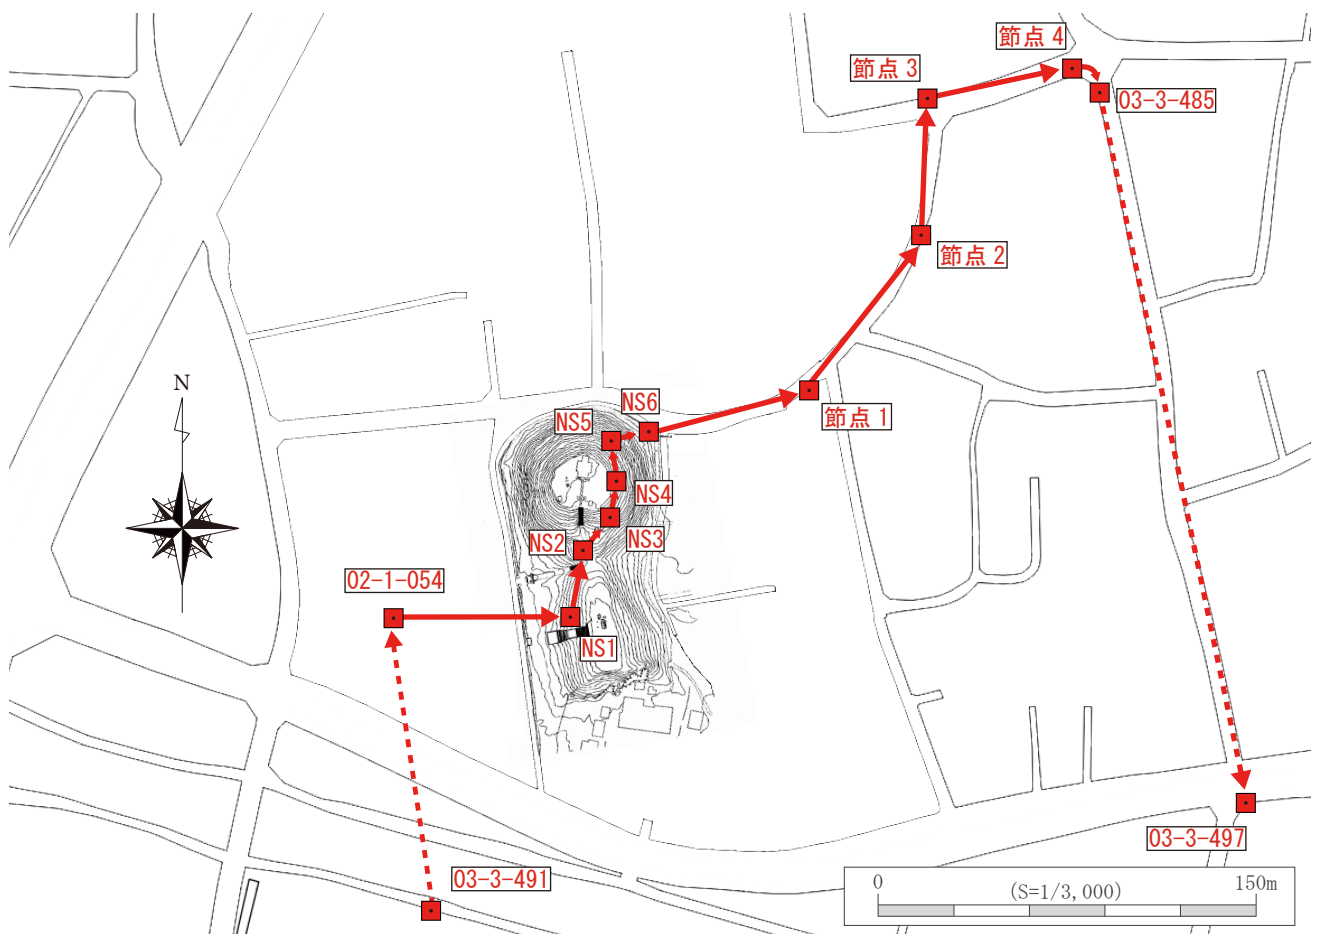 節点 4
節点 3
03-3-485
節点 2
N
NS6
NS5
節点 1
NS4
NS3
NS2
02-1-054
NS1
03-3-497
03-3-491
0
(S=1/3,000)
150m